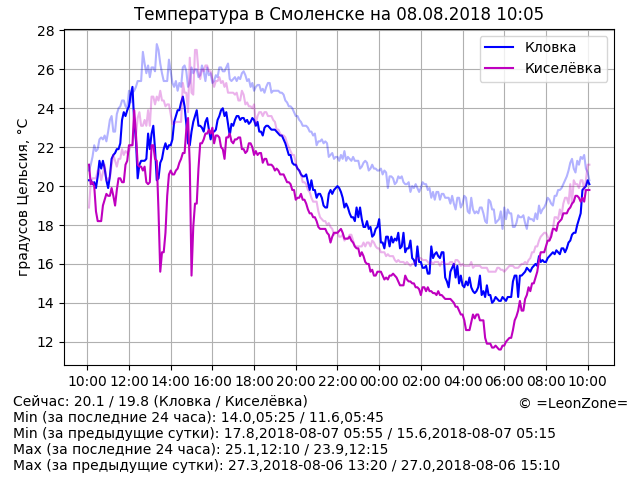 Температура в Смоленске на 08.08.2018 10:05
градусов Цельсия, °C
28
26
24
22
20
18
16
14
12
Кловка
Киселёвка
10:00 12:00 14:00 16:00 18:00 20:00 22:00 00:00 02:00 04:00 06:00 08:00 10:00
Сейчас: 20.1 / 19.8 (Кловка / Киселёвка)
© =LeonZone=
Min (за последние 24 часа): 14.0,05:25 / 11.6,05:45
Min (за предыдущие сутки): 17.8,2018-08-07 05:55 / 15.6,2018-08-07 05:15
Max (за последние 24 часа): 25.1,12:10 / 23.9,12:15
Max (за предыдущие сутки): 27.3,2018-08-06 13:20 / 27.0,2018-08-06 15:10